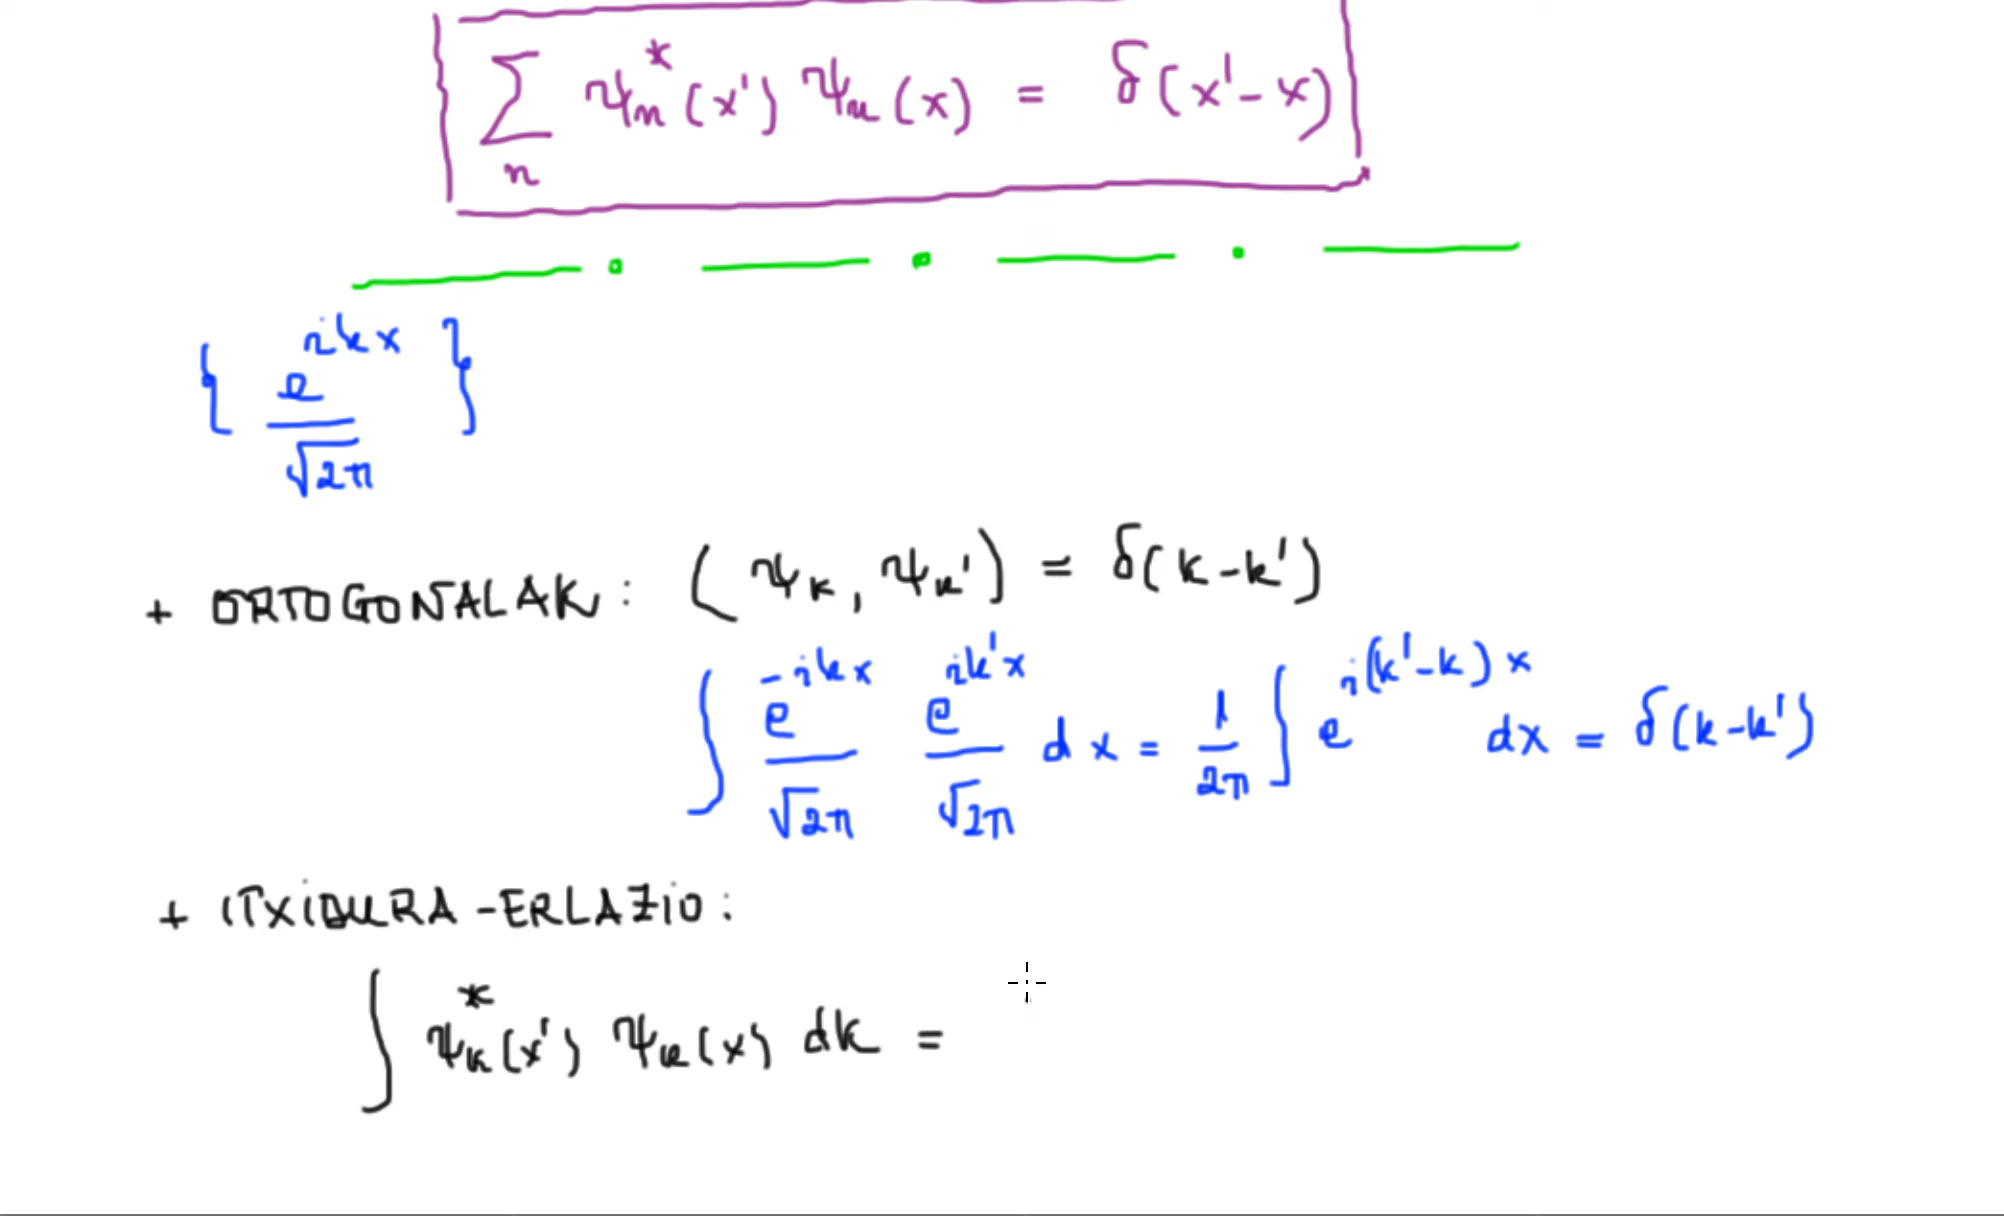 ∑ₙ ψₙ*(x') ψₙ(x) = δ(x'-x)
{ e^{ikx} / √2π }
+ ORTOGONALAK: (ψₖ, ψₖ') = δ(k-k')
∫ e^{-ikx}/√2π e^{ik'x}/√2π dx = 1/2π ∫ e^{i(k'-k)x} dx = δ(k-k')
+ ITXIDURA-ERLAZIO:
∫ ψₖ*(x') ψₖ(x) dk =